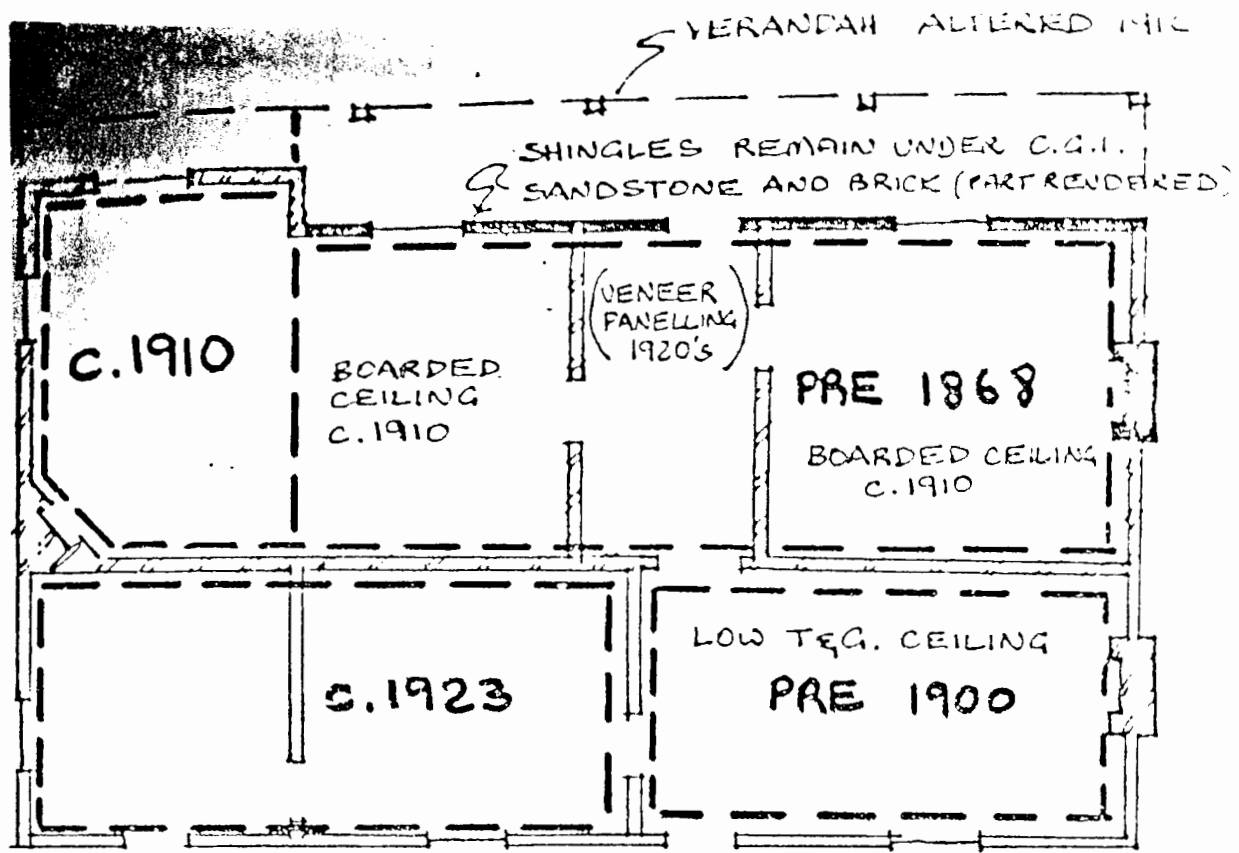 VERANDAH ALTERED
SHINGLES REMAIN UNDER C.G.I.
SANDSTONE AND BRICK (PART RENDERED)
(VENEER
PANELLING
1920's)
C.1910
BOARDED
CEILING
C.1910
PRE 1868
BOARDED CEILING
C.1910
LOW T&G. CEILING
PRE 1900
C.1923